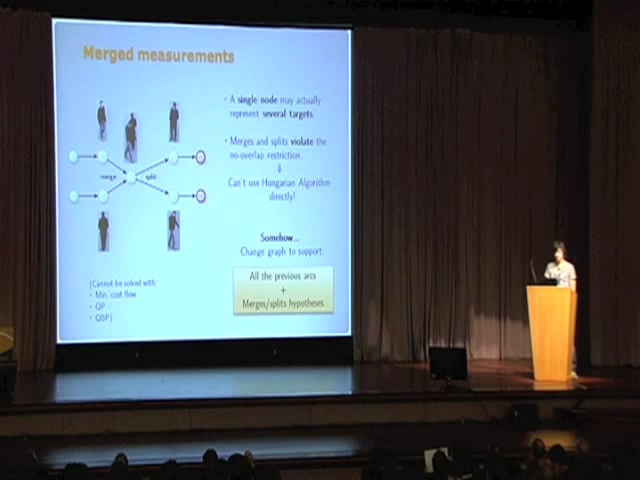 Merged measurements
• A single node may actually
represent several targets.
• Merges and splits violate the
no-overlap restriction.
⇓
Can't use Hungarian Algorithm
directly!
merge
split
Somehow...
Change graph to support:
All the previous arcs
+
Merges/splits hypotheses
[Cannot be solved with:
• Min. cost flow
• QP
• QBP]